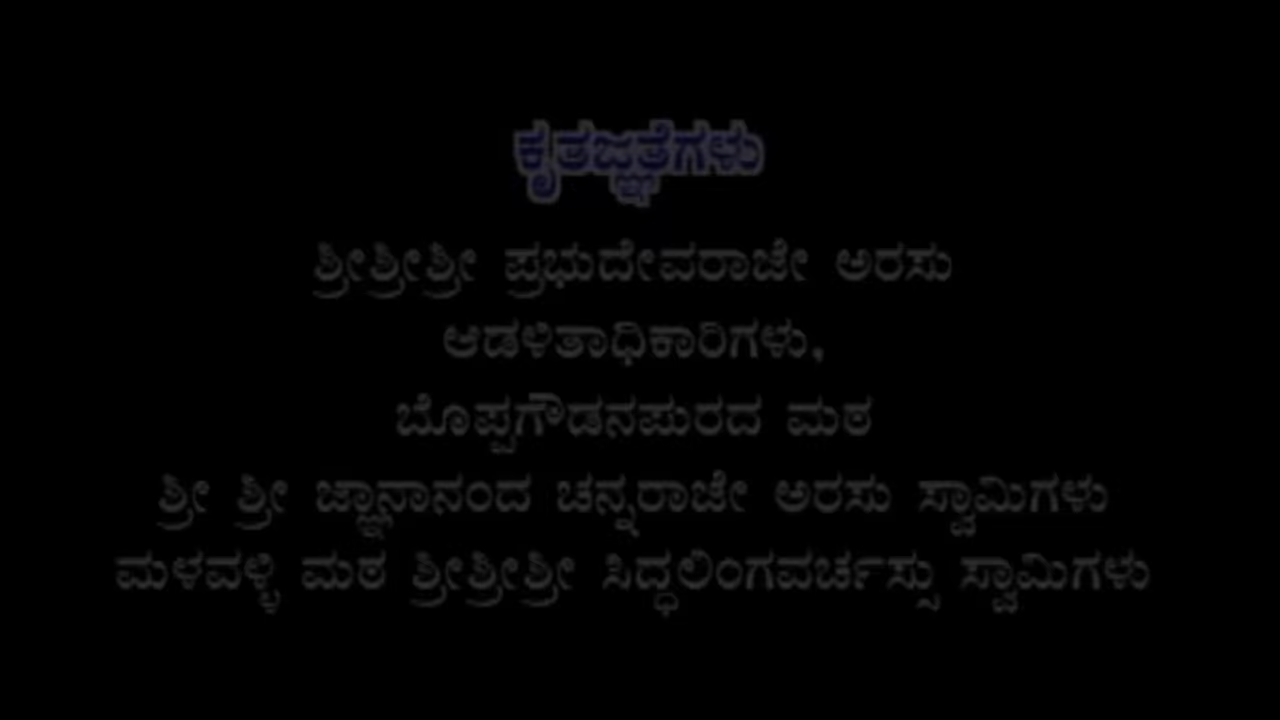 ಕೃತಜ್ಞತೆಗಳು
ಶ್ರೀಶ್ರೀಶ್ರೀ ಪ್ರಭುದೇವರಾಜೇ ಅರಸು
ಆಡಳಿತಾಧಿಕಾರಿಗಳು,
ಬೊಪ್ಪಗೌಡನಪುರದ ಮಠ
ಶ್ರೀ ಶ್ರೀ ಜ್ಞಾನಾನಂದ ಚನ್ನರಾಜೇ ಅರಸು ಸ್ವಾಮಿಗಳು
ಮಳವಳ್ಳಿ ಮಠ ಶ್ರೀಶ್ರೀಶ್ರೀ ಸಿದ್ಧಲಿಂಗವರ್ಚಸ್ಸು ಸ್ವಾಮಿಗಳು